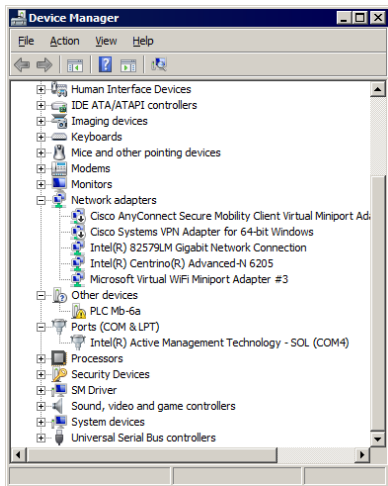 Device Manager
File Action View Help
Human Interface Devices
IDE ATA/ATAPI controllers
Imaging devices
Keyboards
Mice and other pointing devices
Modems
Monitors
Network adapters
Cisco AnyConnect Secure Mobility Client Virtual Miniport Ad
Cisco Systems VPN Adapter for 64-bit Windows
Intel(R) 82579LM Gigabit Network Connection
Intel(R) Centrino(R) Advanced-N 6205
Microsoft Virtual WiFi Miniport Adapter #3
Other devices
PLC Mb-6a
Ports (COM & LPT)
Intel(R) Active Management Technology - SOL (COM4)
Processors
Security Devices
SM Driver
Sound, video and game controllers
System devices
Universal Serial Bus controllers